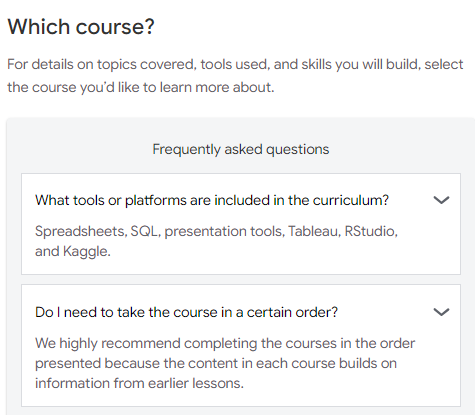 Which course?
For details on topics covered, tools used, and skills you will build, select
the course you’d like to learn more about.
Frequently asked questions
What tools or platforms are included in the curriculum?
Spreadsheets, SQL, presentation tools, Tableau, RStudio,
and Kaggle.
Do I need to take the course in a certain order?
We highly recommend completing the courses in the order
presented because the content in each course builds on
information from earlier lessons.